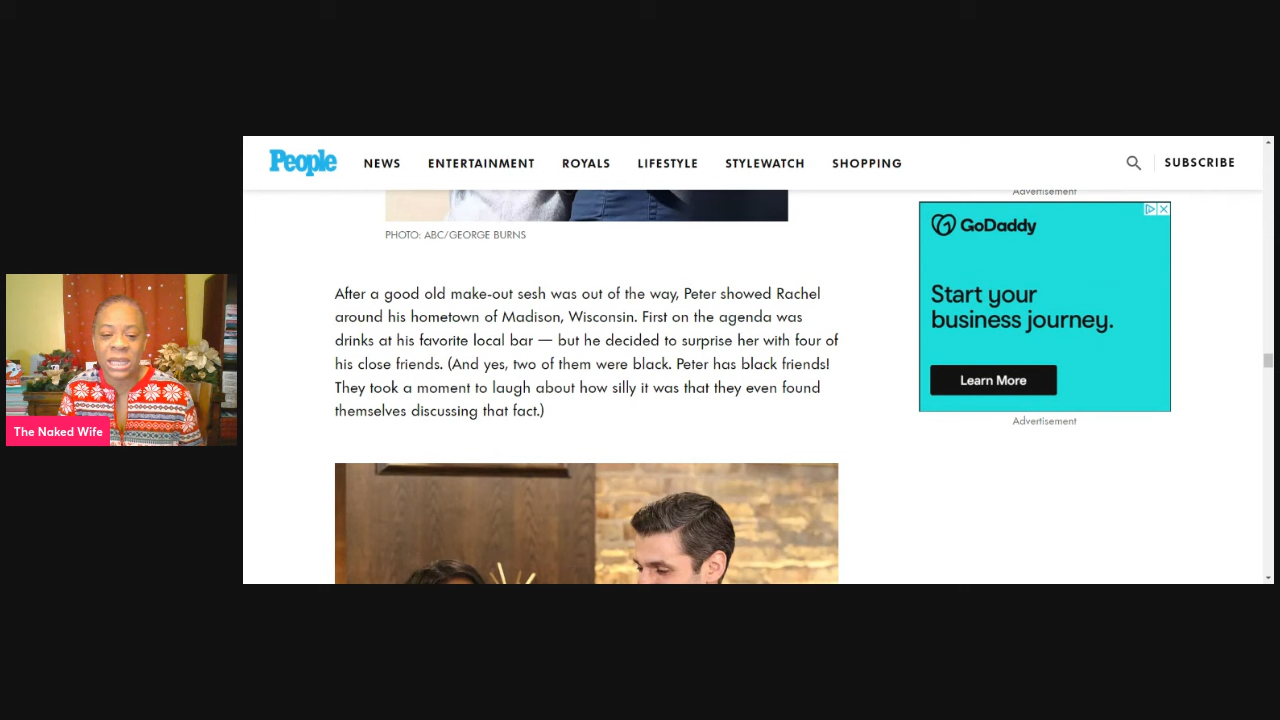 People
NEWS
ENTERTAINMENT
ROYALS
LIFESTYLE
STYLEWATCH
SHOPPING
SUBSCRIBE
PHOTO: ABC/GEORGE BURNS
After a good old make-out sesh was out of the way, Peter showed Rachel
around his hometown of Madison, Wisconsin. First on the agenda was
drinks at his favorite local bar — but he decided to surprise her with four of
his close friends. (And yes, two of them were black. Peter has black friends!
They took a moment to laugh about how silly it was that they even found
themselves discussing that fact.)
Advertisement
GoDaddy
Start your
business journey.
Learn More
Advertisement
The Naked Wife